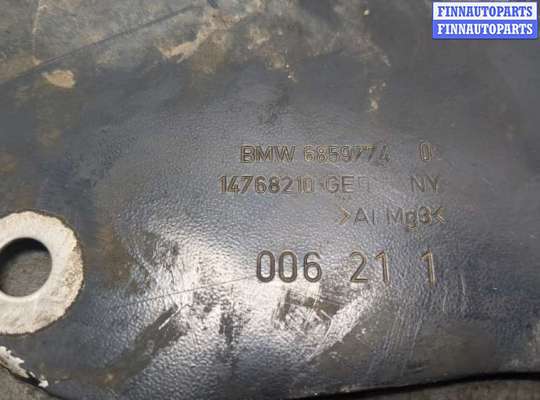 FINNAUTOPARTS
FINNAUTOPARTS
BMW 6859774
14768210 GE NY
>Al Mg3<
006 21 1